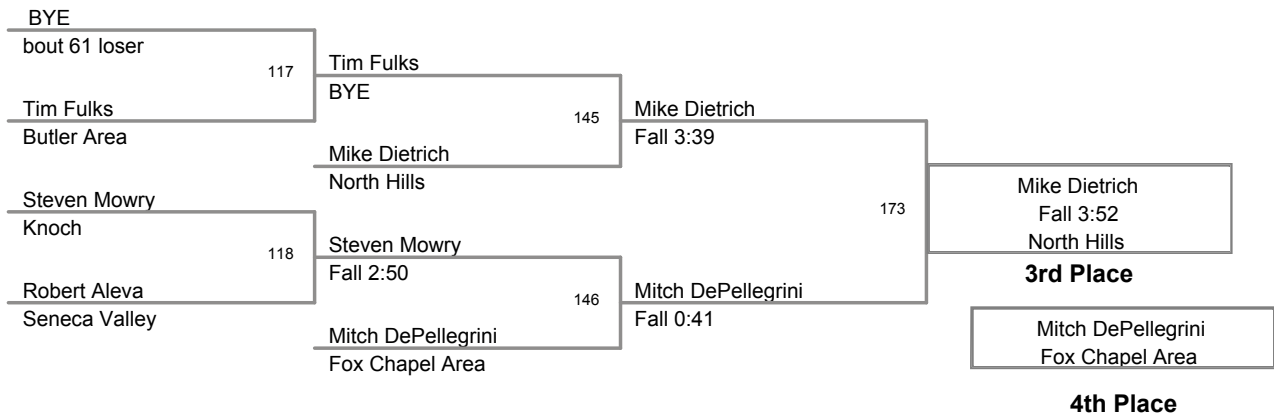 BYE
bout 61 loser
117
Tim Fulks
Butler Area
Steven Mowry
Knoch
118
Robert Aleva
Seneca Valley
Tim Fulks
BYE
145
Mike Dietrich
North Hills
Steven Mowry
Fall 2:50
146
Mitch DePellegrini
Fox Chapel Area
Mike Dietrich
Fall 3:39
173
Mitch DePellegrini
Fall 0:41
Mike Dietrich
Fall 3:52
North Hills
3rd Place
Mitch DePellegrini
Fox Chapel Area
4th Place